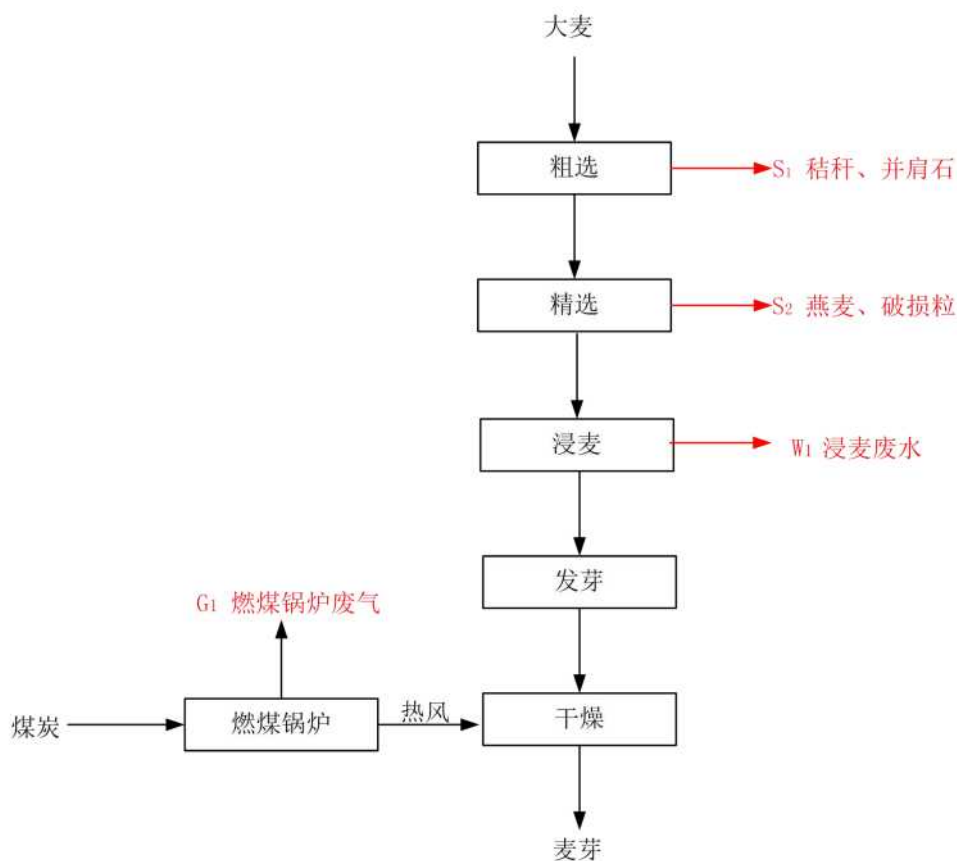 大麦
粗选
S₁ 秸秆、并肩石
精选
S₂ 燕麦、破损粒
浸麦
W₁ 浸麦废水
发芽
G₁ 燃煤锅炉废气
煤炭
燃煤锅炉
热风
干燥
麦芽